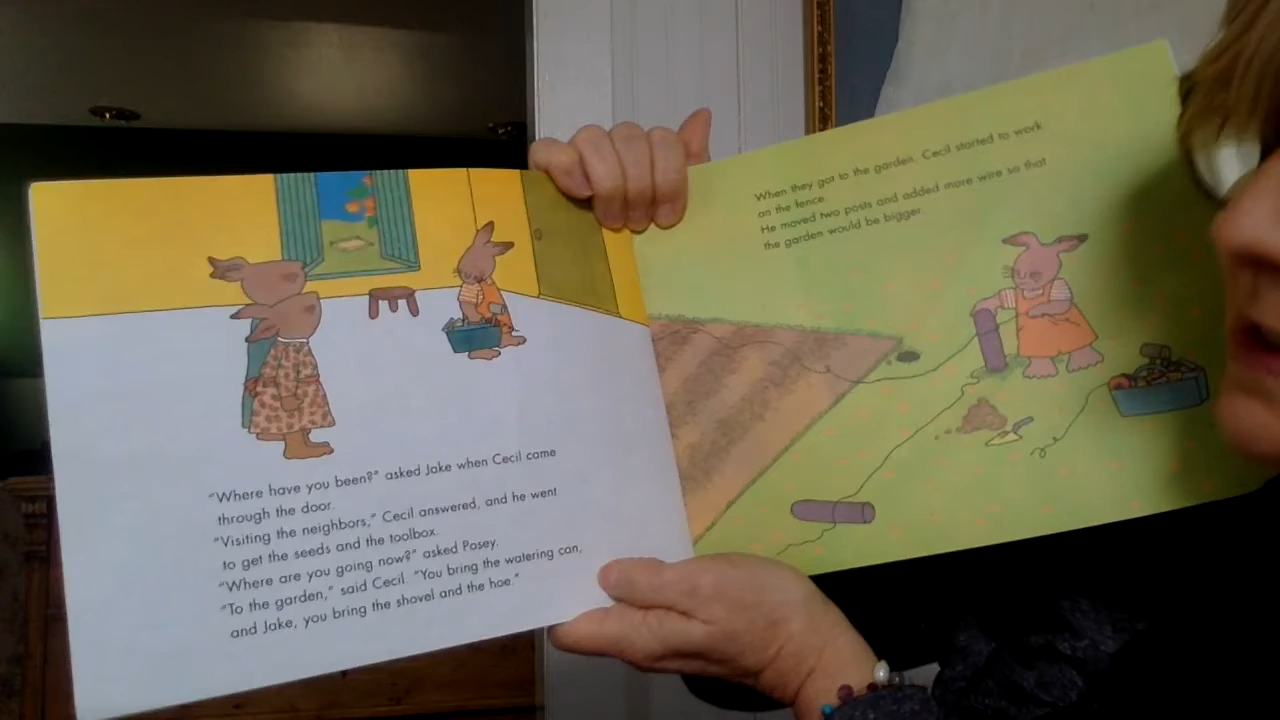 "Where have you been?" asked Jake when Cecil came
through the door.
"Visiting the neighbors," Cecil answered, and he went
to get the seeds and the toolbox.
"Where are you going now?" asked Posey.
"To the garden," said Cecil. "You bring the watering can,
and Jake, you bring the shovel and the hoe."
When they got to the garden, Cecil started to work
on the fence.
He moved two posts and added more wire so that
the garden would be bigger.